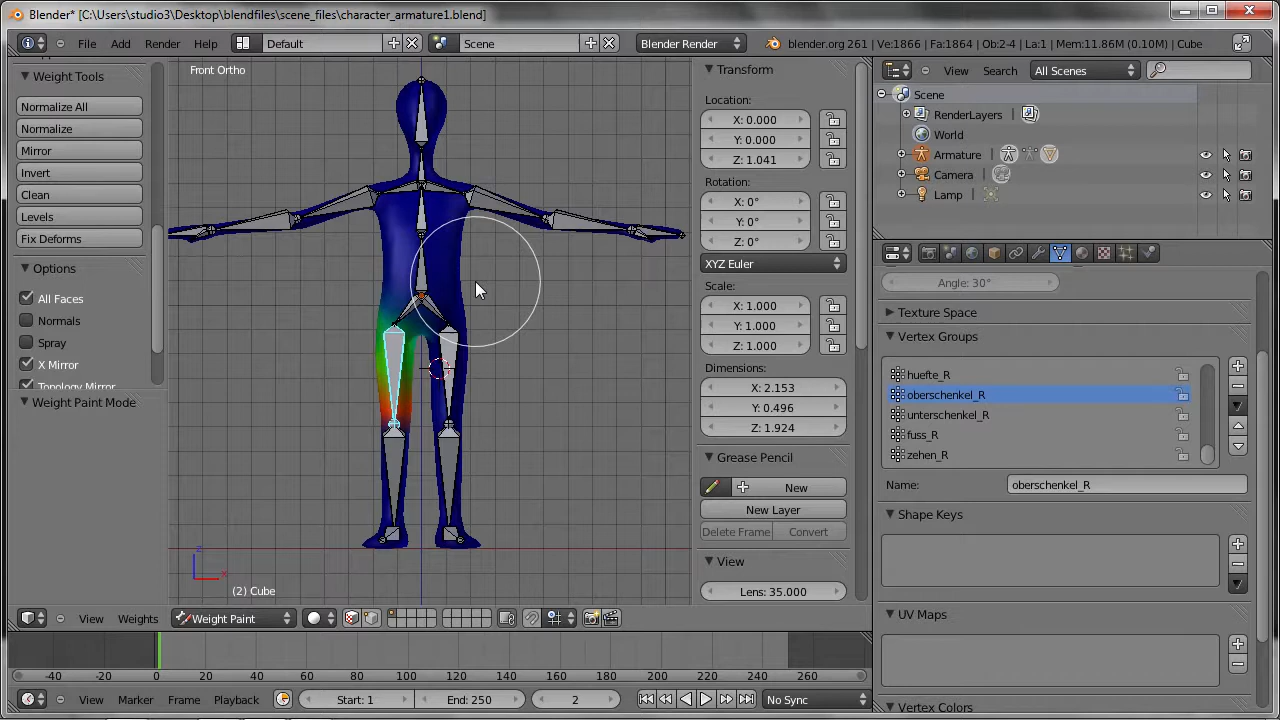 Blender* [C:\Users\studio3\Desktop\blendfiles\scene_files\character_armature1.blend]
File Add Render Help Default Scene Blender Render blender.org 261 | Ve:1866 | Fa:1864 | Ob:2-4 | La:1 | Mem:11.86M (0.10M) | Cube
Weight Tools
Normalize All
Normalize
Mirror
Invert
Clean
Levels
Fix Deforms
Options
All Faces
Normals
Spray
X Mirror
Topology Mirror
Weight Paint Mode
Front Ortho
(2) Cube
z
x
View Weights Weight Paint
Transform
Location:
X: 0.000
Y: 0.000
Z: 1.041
Rotation:
X: 0°
Y: 0°
Z: 0°
XYZ Euler
Scale:
X: 1.000
Y: 1.000
Z: 1.000
Dimensions:
X: 2.153
Y: 0.496
Z: 1.924
Grease Pencil
New
New Layer
Delete Frame Convert
View
Lens: 35.000
View Search All Scenes
Scene
RenderLayers |
World
Armature |
Camera |
Lamp |
Angle: 30°
Texture Space
Vertex Groups
huefte_R
oberschenkel_R
unterschenkel_R
fuss_R
zehen_R
Name: oberschenkel_R
Shape Keys
UV Maps
Vertex Colors
-40 -20 0 20 40 60 80 100 120 140 160 180 200 220 240 260
View Marker Frame Playback Start: 1 End: 250 2 No Sync